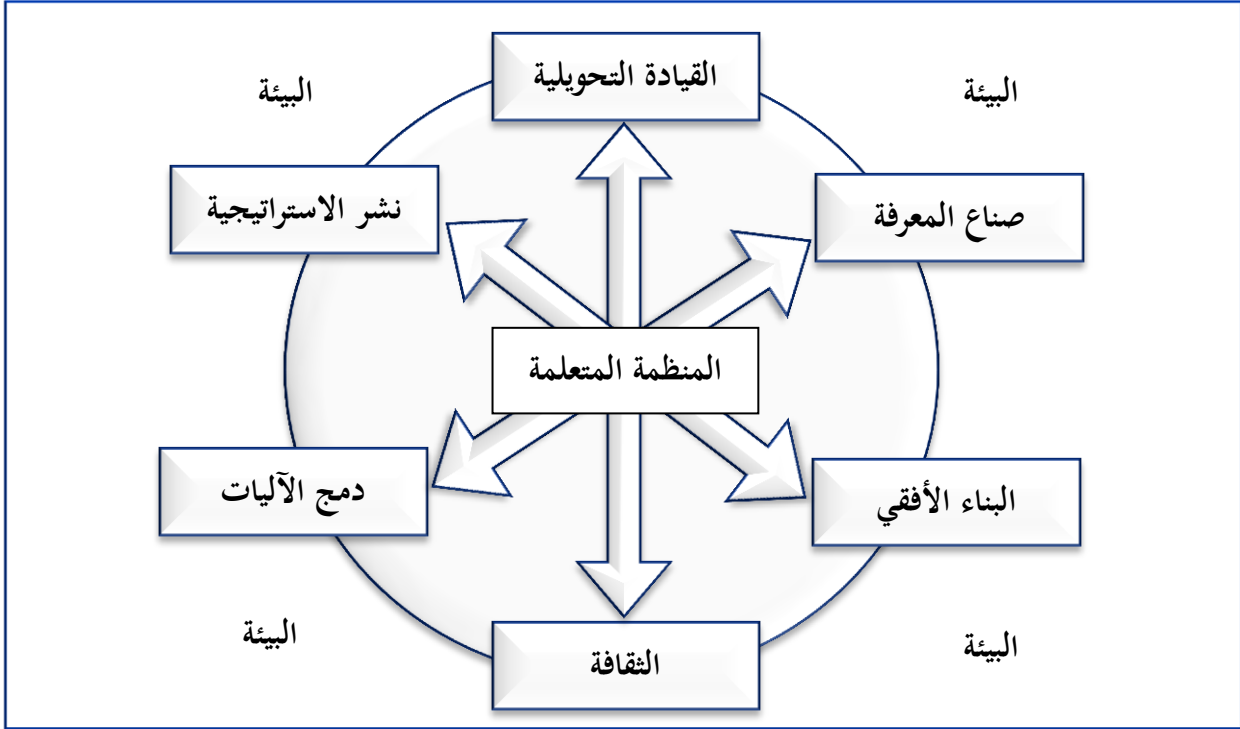 القيادة التحويلية
البيئة
البيئة
صناع المعرفة
نشر الاستراتيجية
المنظمة المتعلمة
البناء الأفقي
دمج الآليات
البيئة
البيئة
الثقافة